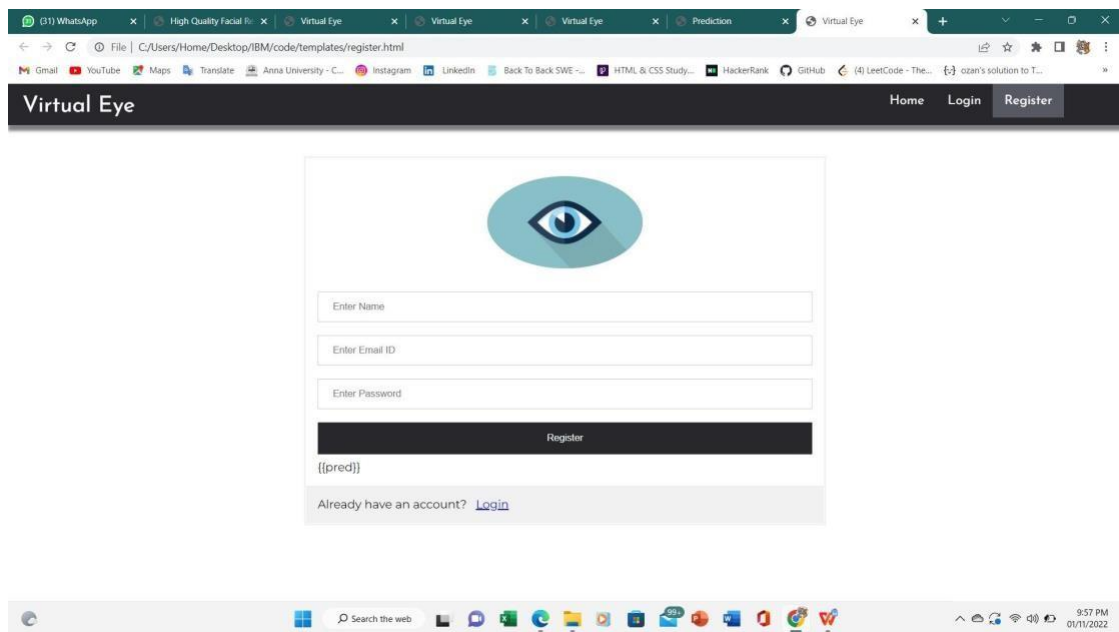 (31) WhatsApp High Quality Facial Re Virtual Eye Virtual Eye Virtual Eye Prediction Virtual Eye
File C:/Users/Home/Desktop/IBM/code/templates/register.html
Gmail YouTube Maps Translate Anna University - C... Instagram LinkedIn Back To Back SWE -... HTML & CSS Study... HackerRank GitHub (4) LeetCode - The... ozan's solution to T... »
Virtual Eye Home Login Register
Enter Name
Enter Email ID
Enter Password
Register
{{pred}}
Already have an account? Login
Search the web 99+ 9:57 PM
01/11/2022